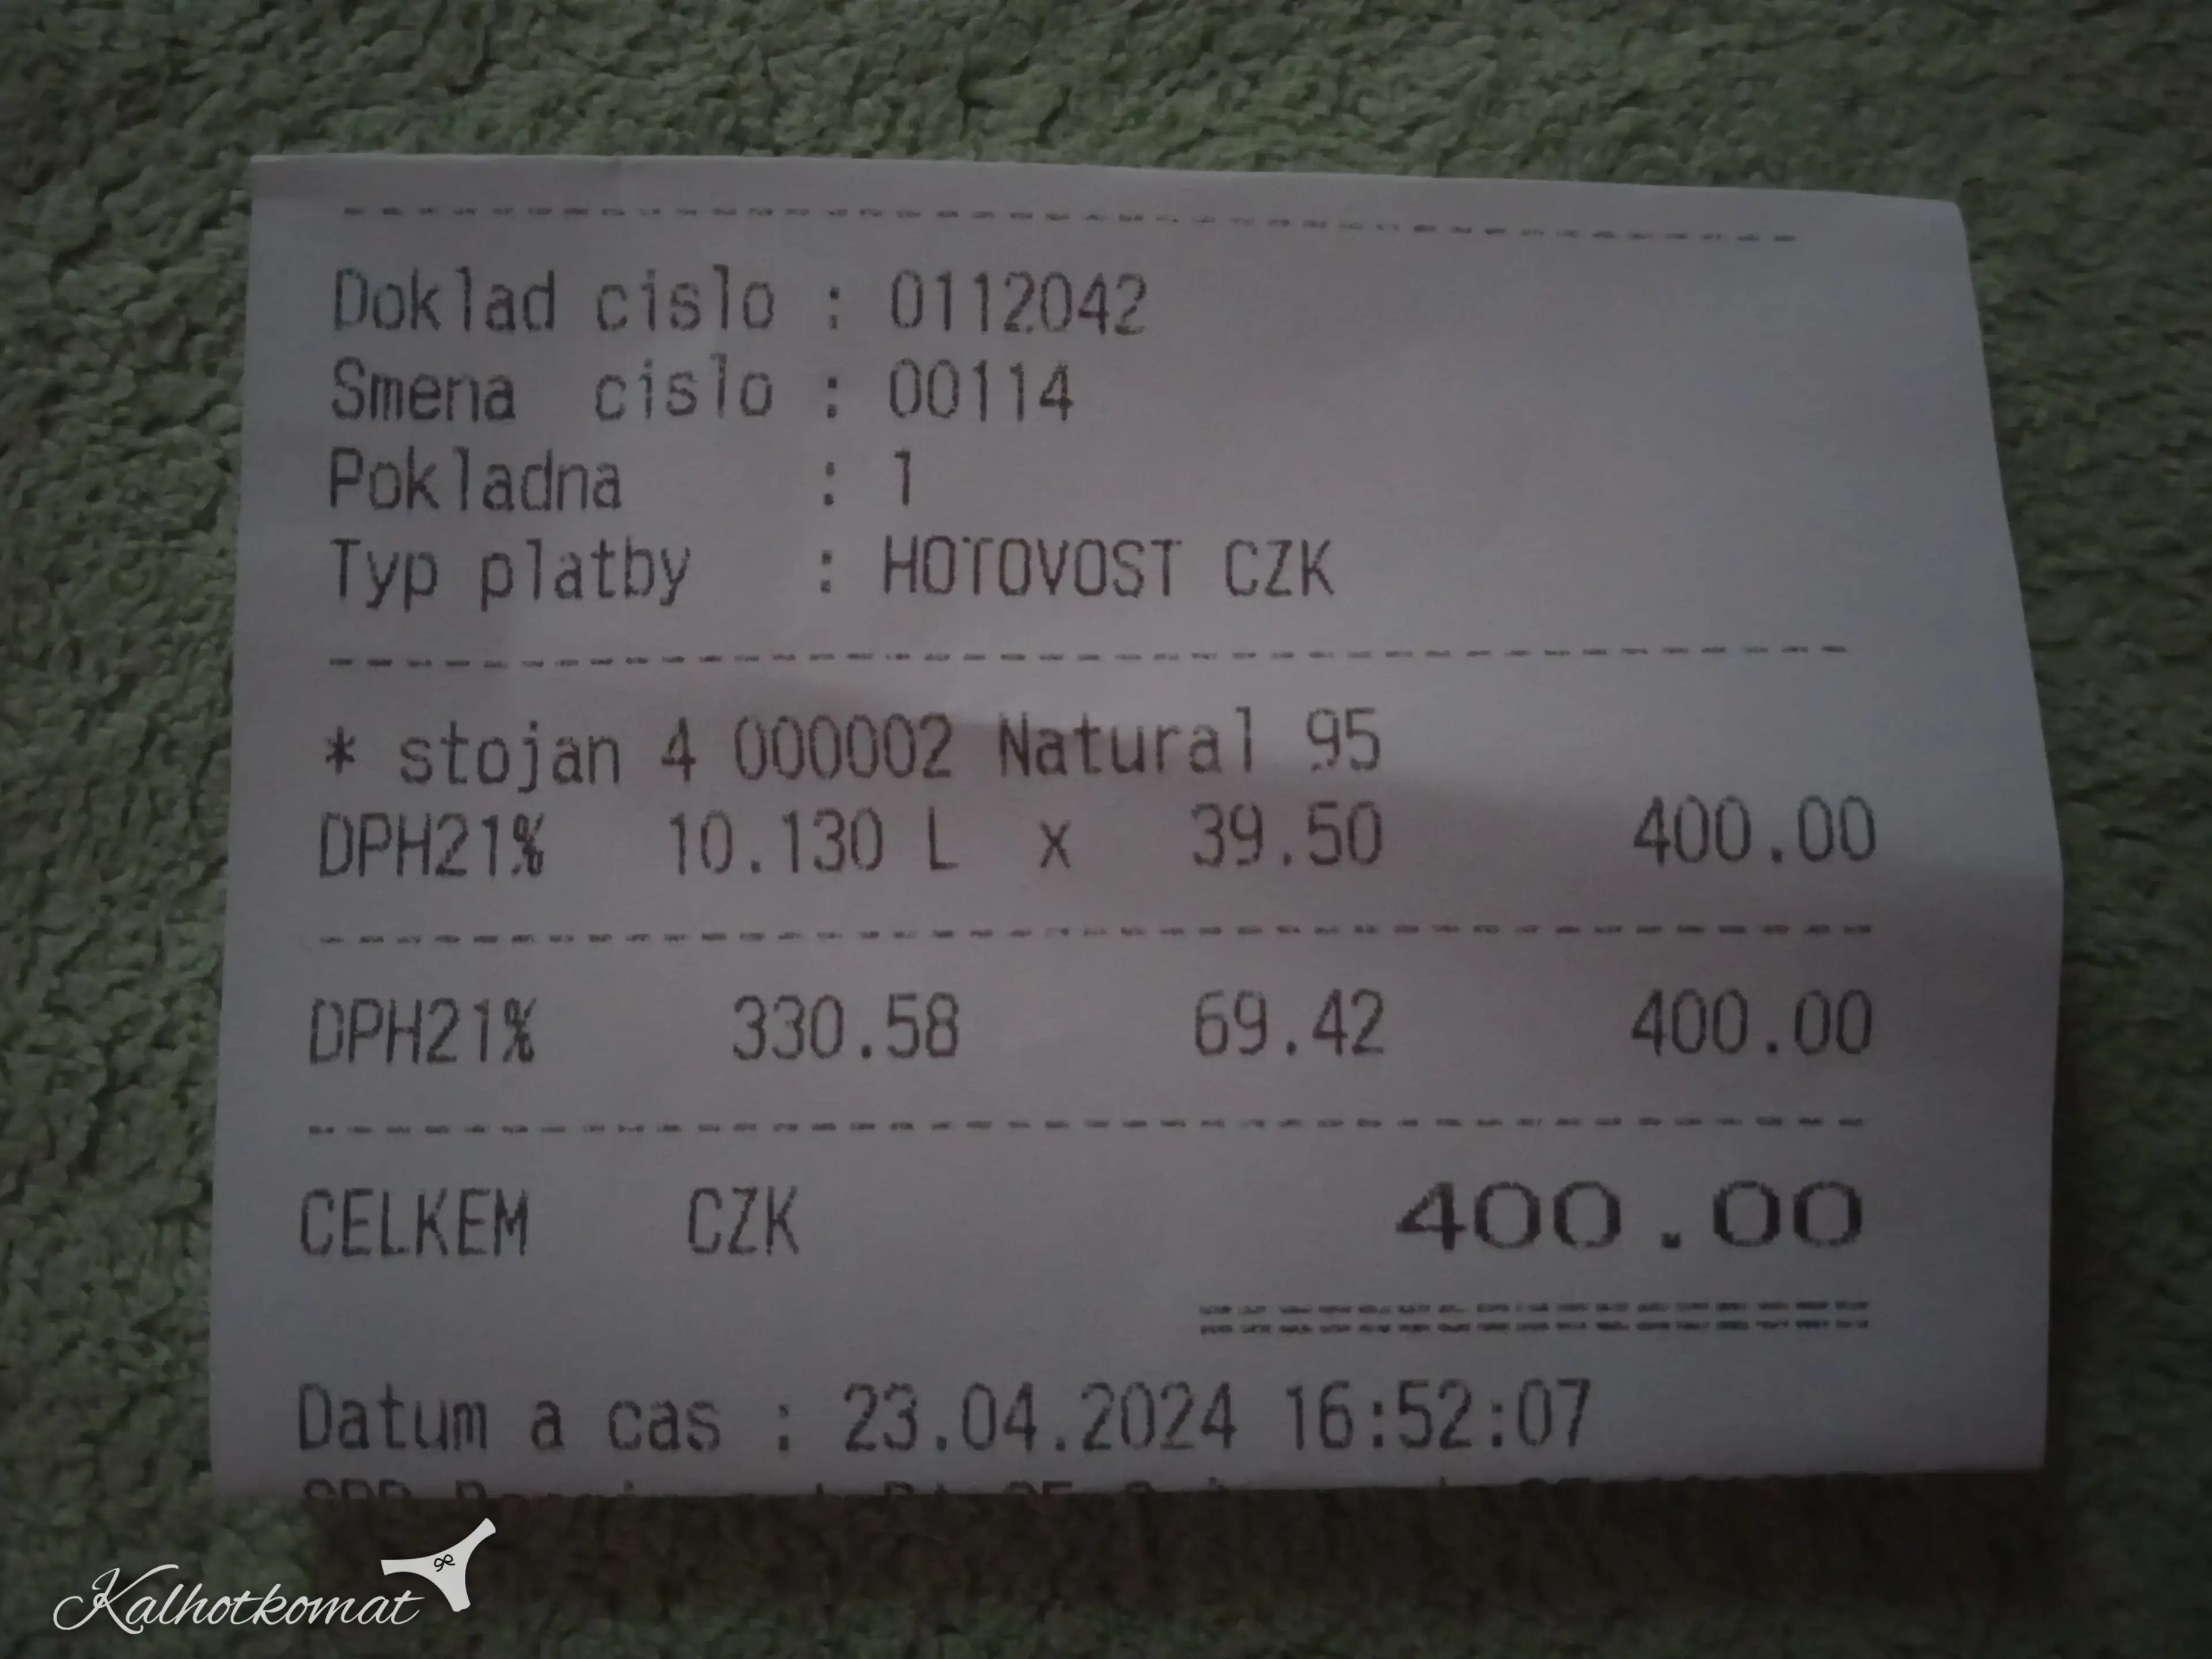 Doklad cislo : 0112042
Smena cislo : 00114
Pokladna : 1
Typ platby : HOTOVOST CZK
* stojan 4 000002 Natural 95
DPH21% 10.130 L x 39.50 400.00
DPH21% 330.58 69.42 400.00
CELKEM CZK 400.00
Datum a cas : 23.04.2024 16:52:07
Kalhotkomat